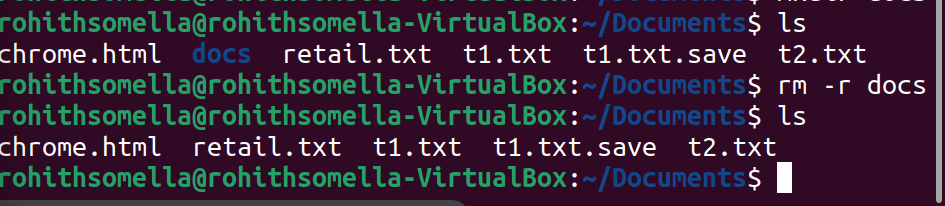 rohithsomella@rohithsomella-VirtualBox:~/Documents$ ls
chrome.html  docs  retail.txt  t1.txt  t1.txt.save  t2.txt
rohithsomella@rohithsomella-VirtualBox:~/Documents$ rm -r docs
rohithsomella@rohithsomella-VirtualBox:~/Documents$ ls
chrome.html  retail.txt  t1.txt  t1.txt.save  t2.txt
rohithsomella@rohithsomella-VirtualBox:~/Documents$